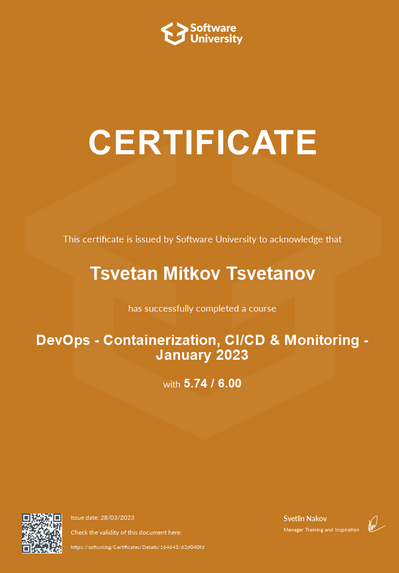 Software
University
CERTIFICATE
This certificate is issued by Software University to acknowledge that
Tsvetan Mitkov Tsvetanov
has successfully completed a course
DevOps - Containerization, CI/CD & Monitoring -
January 2023
with 5.74 / 6.00
Issue date: 28/03/2023
Check the validity of this document here:
https://softuni.bg/Certificates/Details/164643/62d040fd
Svetlin Nakov
Manager Training and Inspiration